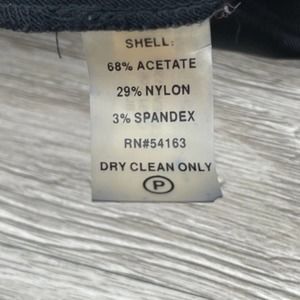 SHELL:
68% ACETATE
29% NYLON
3% SPANDEX
RN#54163
DRY CLEAN ONLY
P